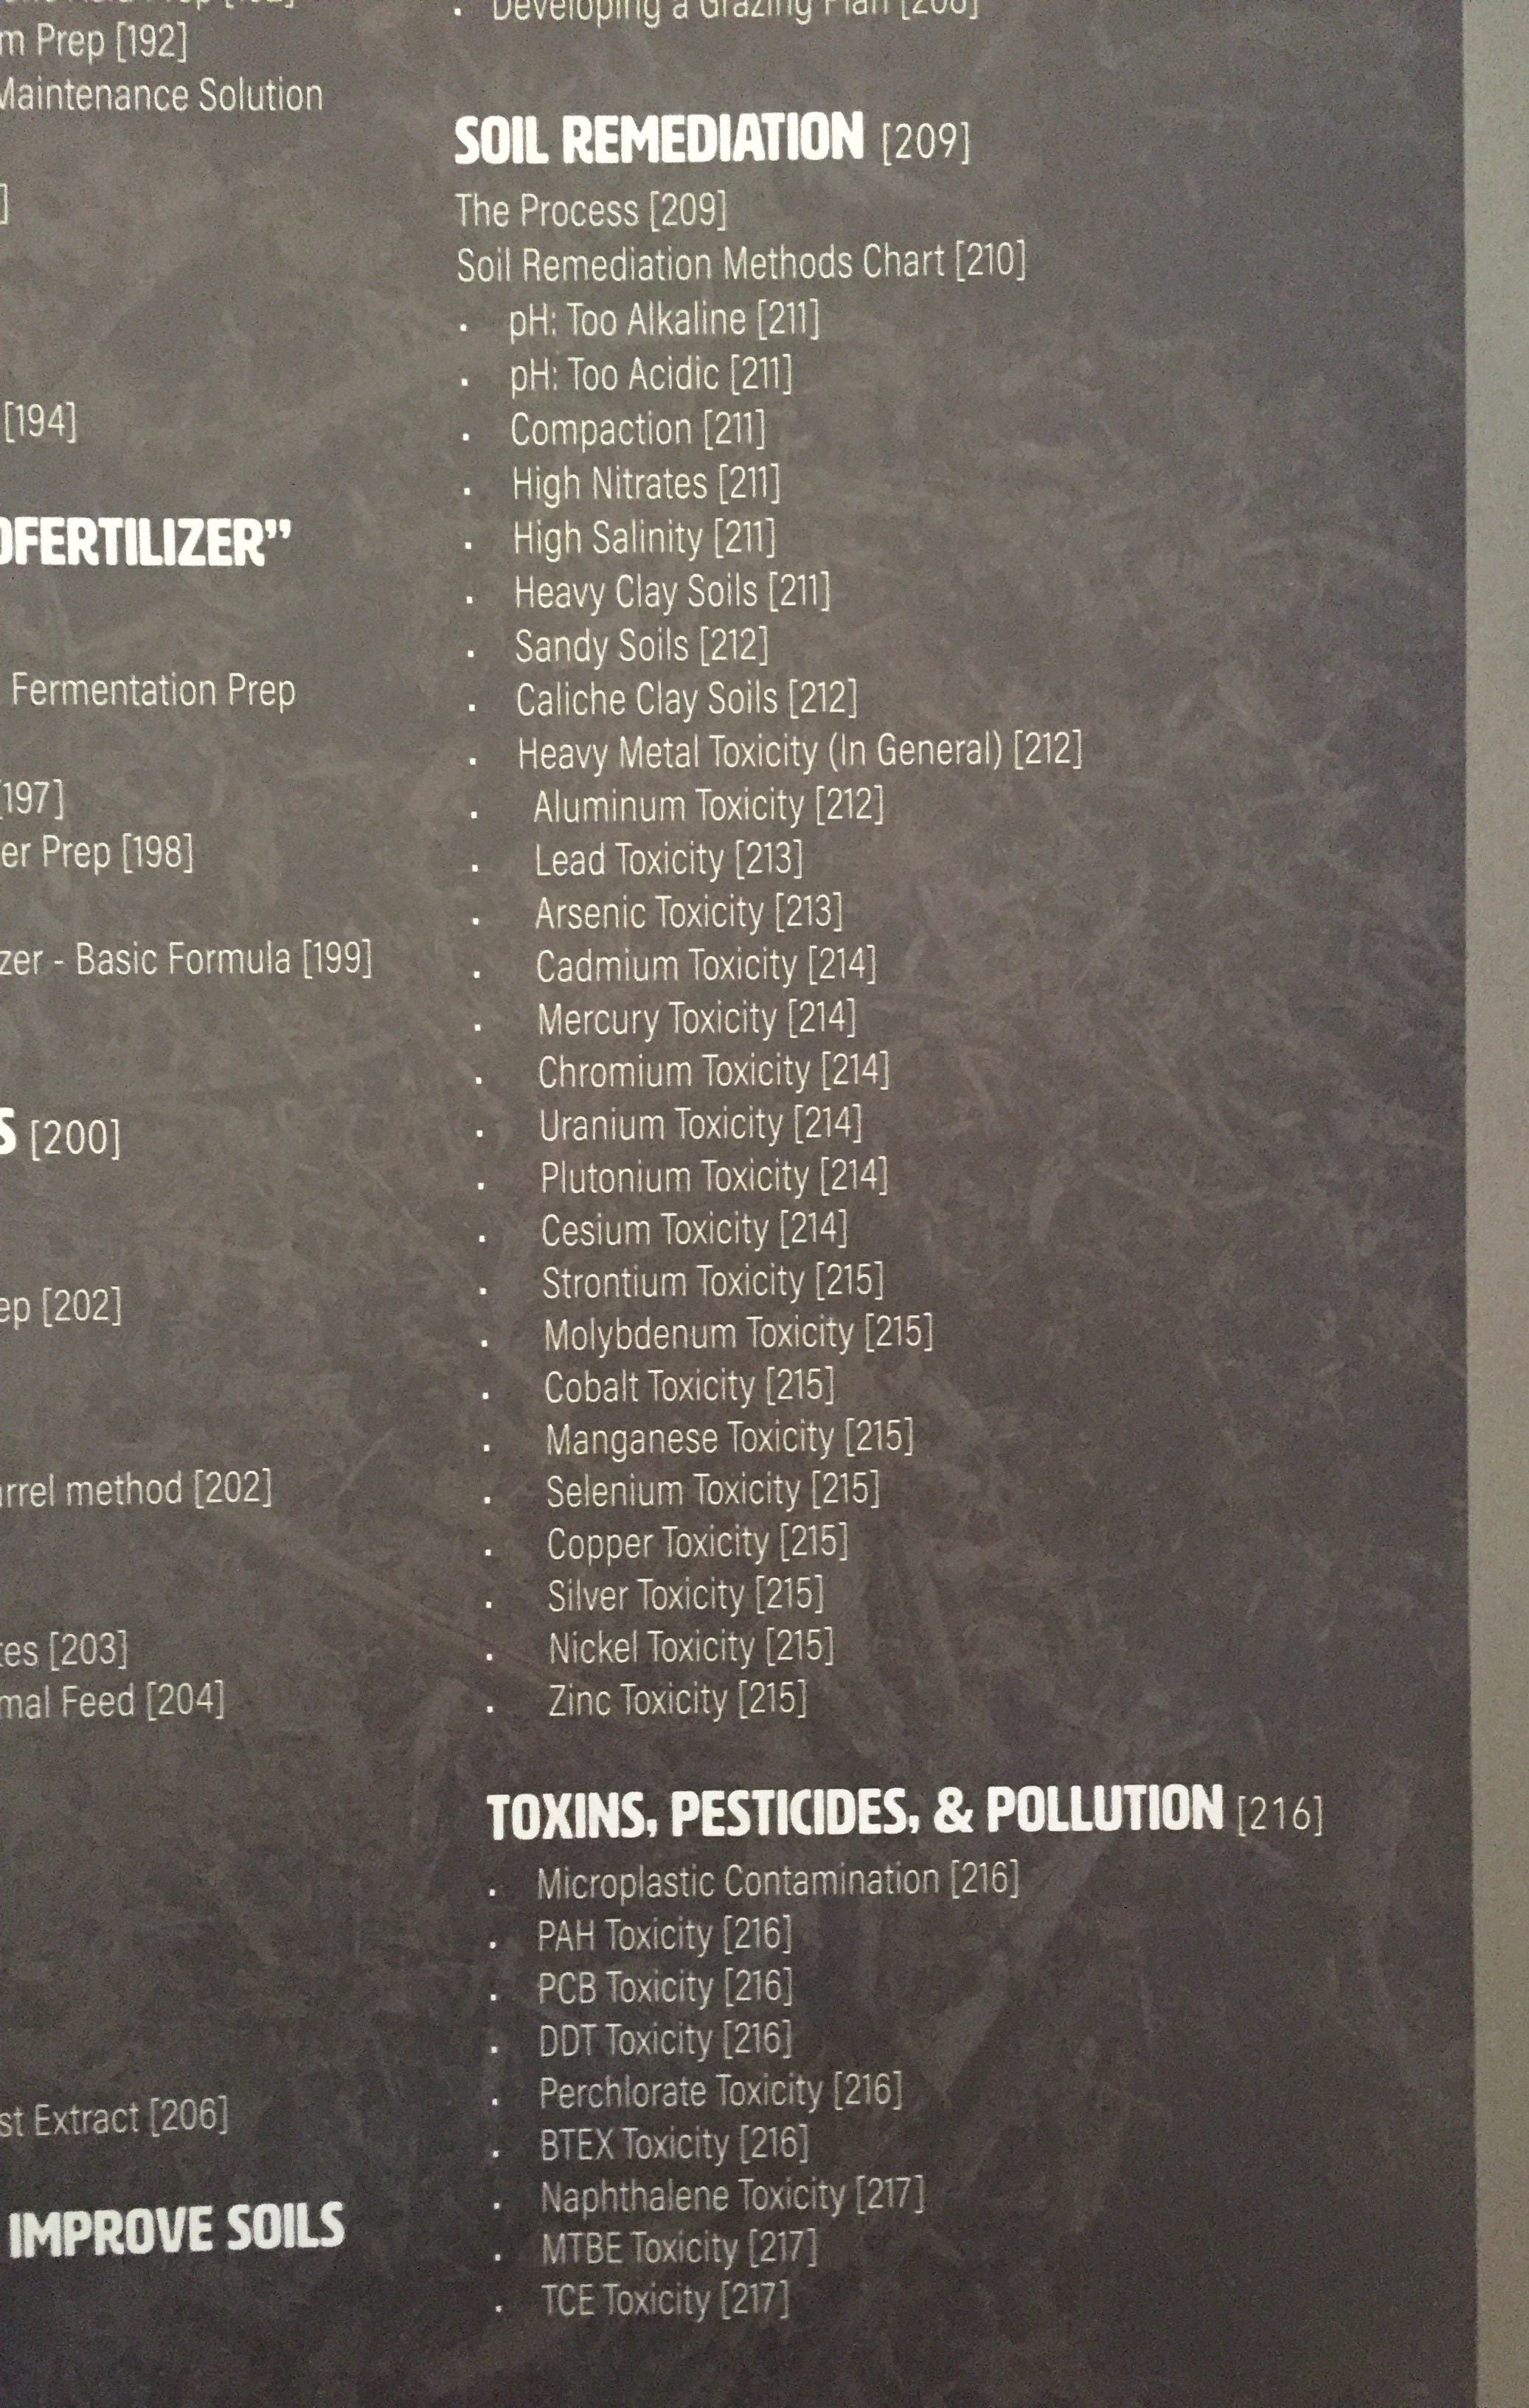 m Prep [192]
Maintenance Solution
]
[194]
OFERTILIZER”
Fermentation Prep
[197]
er Prep [198]
zer - Basic Formula [199]
S [200]
ep [202]
arrel method [202]
tes [203]
mal Feed [204]
st Extract [206]
IMPROVE SOILS
• Developing a Grazing Plan [208]
SOIL REMEDIATION [209]
The Process [209]
Soil Remediation Methods Chart [210]
• pH: Too Alkaline [211]
• pH: Too Acidic [211]
• Compaction [211]
• High Nitrates [211]
• High Salinity [211]
• Heavy Clay Soils [211]
• Sandy Soils [212]
• Caliche Clay Soils [212]
• Heavy Metal Toxicity (In General) [212]
• Aluminum Toxicity [212]
• Lead Toxicity [213]
• Arsenic Toxicity [213]
• Cadmium Toxicity [214]
• Mercury Toxicity [214]
• Chromium Toxicity [214]
• Uranium Toxicity [214]
• Plutonium Toxicity [214]
• Cesium Toxicity [214]
• Strontium Toxicity [215]
• Molybdenum Toxicity [215]
• Cobalt Toxicity [215]
• Manganese Toxicity [215]
• Selenium Toxicity [215]
• Copper Toxicity [215]
• Silver Toxicity [215]
• Nickel Toxicity [215]
• Zinc Toxicity [215]
TOXINS, PESTICIDES, & POLLUTION [216]
• Microplastic Contamination [216]
• PAH Toxicity [216]
• PCB Toxicity [216]
• DDT Toxicity [216]
• Perchlorate Toxicity [216]
• BTEX Toxicity [216]
• Naphthalene Toxicity [217]
• MTBE Toxicity [217]
• TCE Toxicity [217]